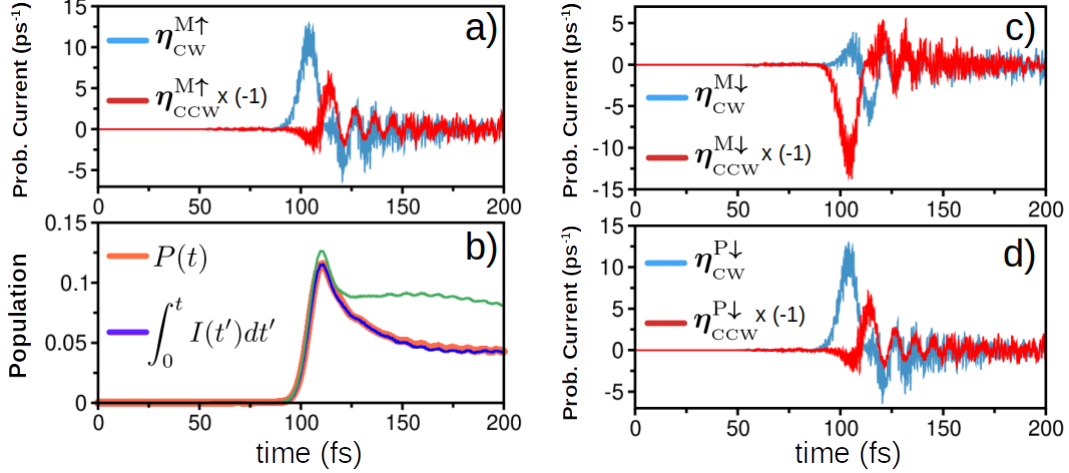 Prob. Current (ps⁻¹)
15
10
5
0
-5
η_CW^M↑
η_CCW^M↑ x (-1)
a)
0 50 100 150 200
Population
0.15
0.1
0.05
0
P(t)
∫₀ᵗ I(t′)dt′
b)
0 50 100 150 200
time (fs)
Prob. Current (ps⁻¹)
5
0
-5
-10
-15
η_CW^M↓
η_CCW^M↓ x (-1)
c)
0 50 100 150 200
Prob. Current (ps⁻¹)
15
10
5
0
-5
η_CW^P↓
η_CCW^P↓ x (-1)
d)
0 50 100 150 200
time (fs)